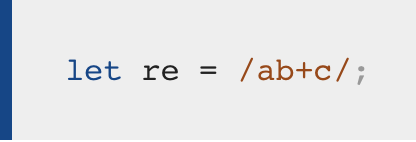 let re = /ab+c/;